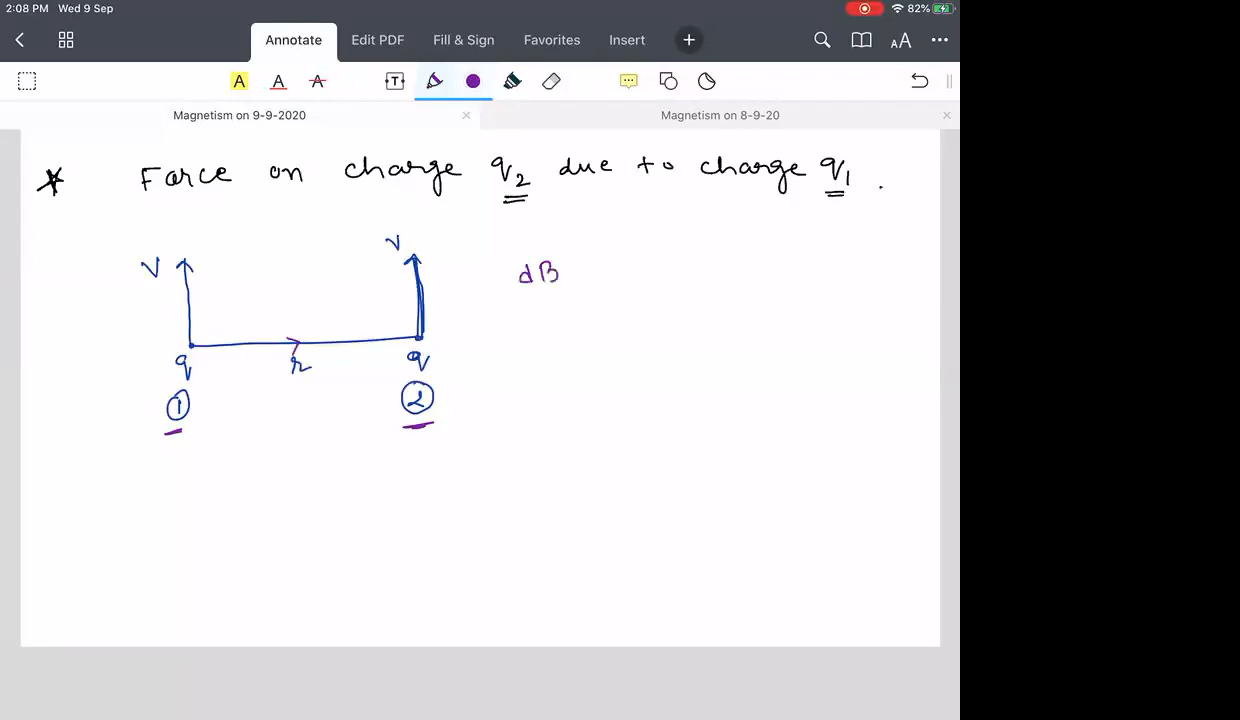 2:08 PM Wed 9 Sep
82%
Annotate Edit PDF Fill & Sign Favorites Insert
Magnetism on 9-9-2020
Magnetism on 8-9-20
* Force on charge q2 due to charge q1 .
V V dB
q r q
1 2